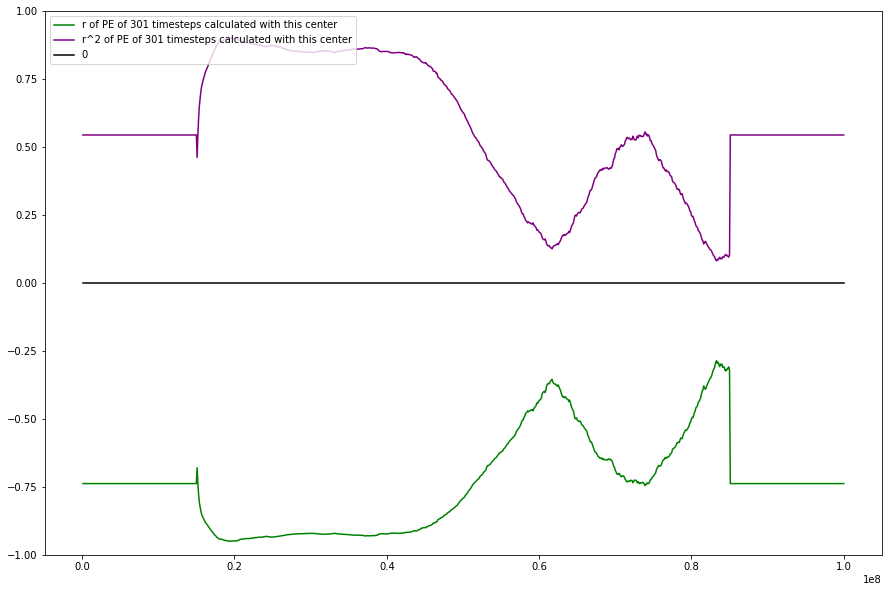 1.00
0.75
0.50
0.25
0.00
−0.25
−0.50
−0.75
−1.00
r of PE of 301 timesteps calculated with this center
r^2 of PE of 301 timesteps calculated with this center
0
0.0 0.2 0.4 0.6 0.8 1.0
1e8